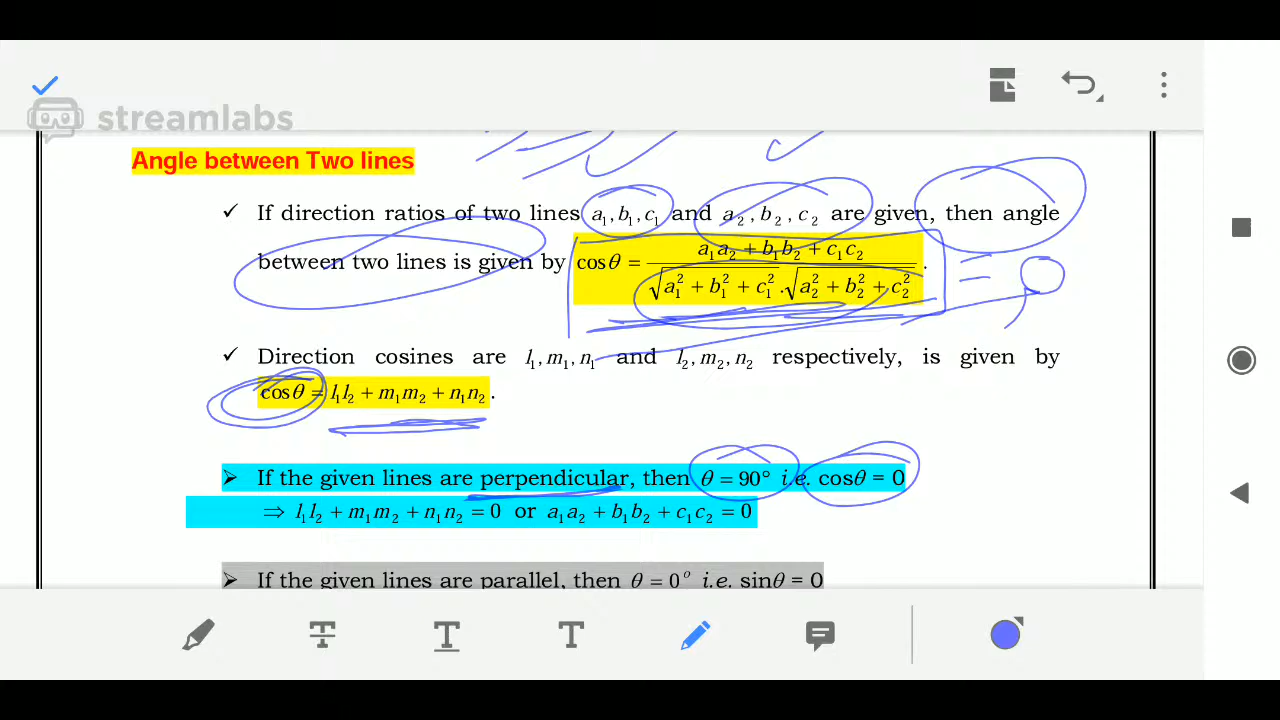 streamlabs
Angle between Two lines
✓ If direction ratios of two lines a₁, b₁, c₁ and a₂, b₂, c₂ are given, then angle
between two lines is given by cosθ = (a₁a₂ + b₁b₂ + c₁c₂) / (√(a₁² + b₁² + c₁²) . √(a₂² + b₂² + c₂²)) . = 0
✓ Direction cosines are l₁, m₁, n₁ and l₂, m₂, n₂ respectively, is given by
cosθ = l₁l₂ + m₁m₂ + n₁n₂ .
➢ If the given lines are perpendicular, then θ = 90° i.e. cosθ = 0
⇒ l₁l₂ + m₁m₂ + n₁n₂ = 0 or a₁a₂ + b₁b₂ + c₁c₂ = 0
➢ If the given lines are parallel, then θ = 0° i.e. sinθ = 0